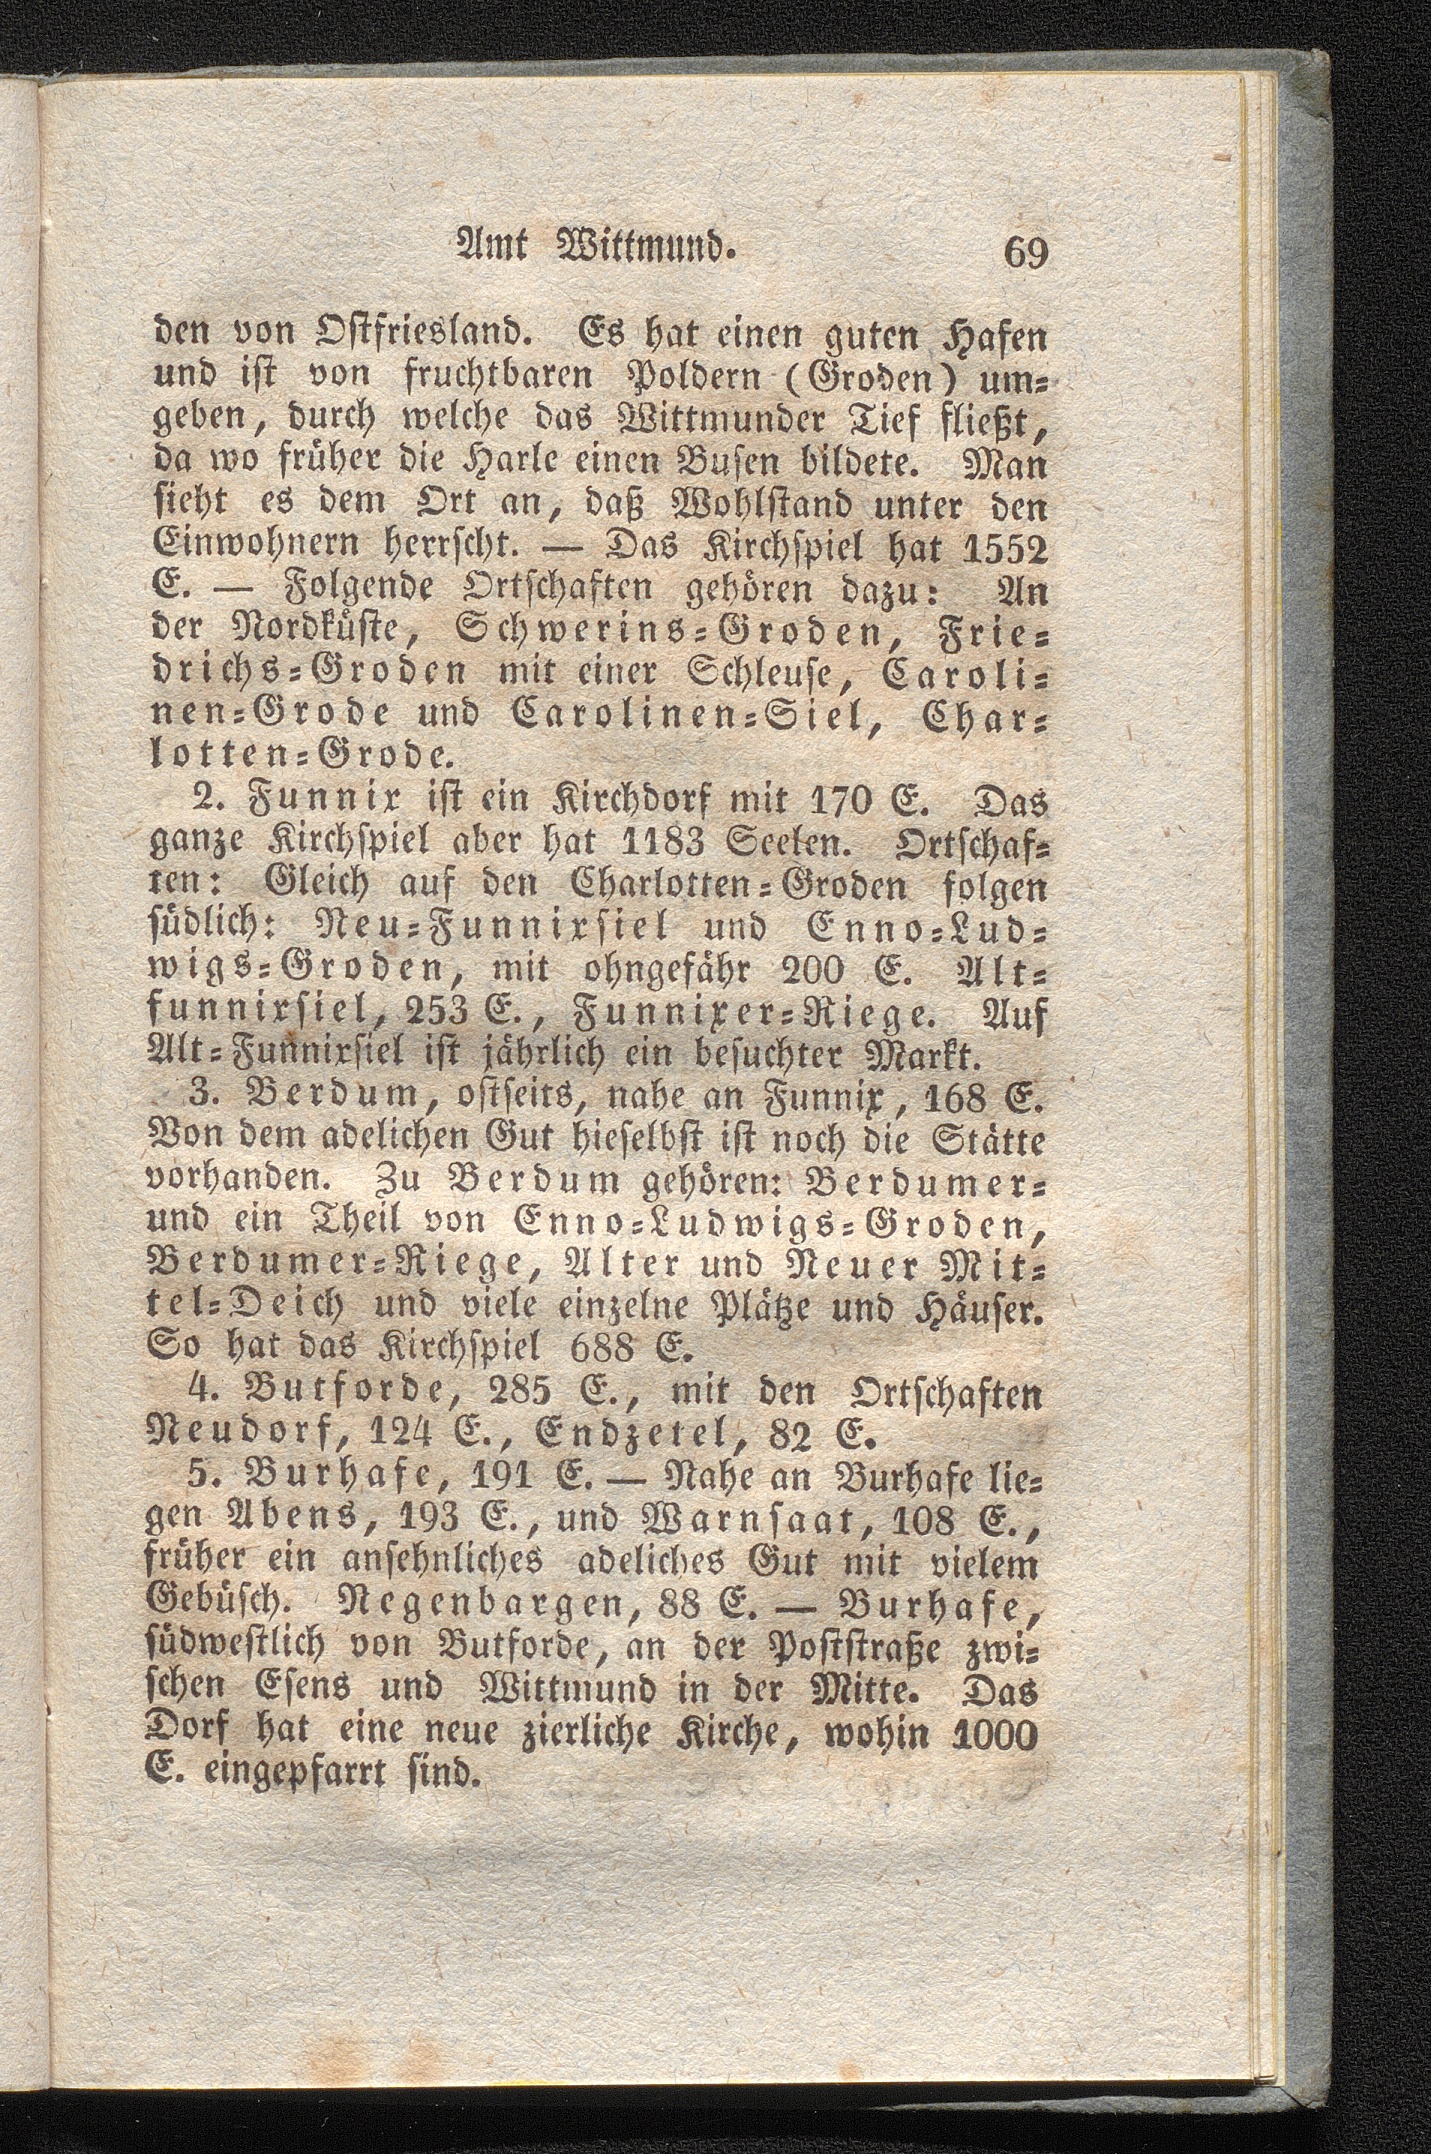 Amt Wittmund. 69
den von Ostfriesland. Es hat einen guten Hafen
und ist von fruchtbaren Poldern (Groden) um-
geben, durch welche das Wittmunder Tief fließt,
da wo früher die Harle einen Busen bildete. Man
sieht es dem Ort an, daß Wohlstand unter den
Einwohnern herrscht. — Das Kirchspiel hat 1552
E. — Folgende Ortschaften gehören dazu: An
der Nordküste, Schwerins-Groden, Frie-
drichs-Groden mit einer Schleuse, Caroli-
nen-Grode und Carolinen-Siel, Char-
lotten-Grode.
2. Funnix ist ein Kirchdorf mit 170 E. Das
ganze Kirchspiel aber hat 1183 Seelen. Ortschaf-
ten: Gleich auf den Charlotten-Groden folgen
südlich: Neu-Funnixsiel und Enno-Lud-
wigs-Groden, mit ohngefähr 200 E. Alt-
funnixsiel, 253 E., Funnixer-Riege. Auf
Alt-Funnixsiel ist jährlich ein besuchter Markt.
3. Berdum, ostseits, nahe an Funnix, 168 E.
Von dem adelichen Gut hieselbst ist noch die Stätte
vorhanden. Zu Berdum gehören: Berdumer-
und ein Theil von Enno-Ludwigs-Groden,
Berdumer-Riege, Alter und Neuer Mit-
tel-Deich und viele einzelne Plätze und Häuser.
So hat das Kirchspiel 688 E.
4. Butforde, 285 E., mit den Ortschaften
Neudorf, 124 E., Endzetel, 82 E.
5. Burhafe, 191 E. — Nahe an Burhafe lie-
gen Abens, 193 E., und Warnsaat, 108 E.,
früher ein ansehnliches adeliches Gut mit vielem
Gebüsch. Negenbargen, 88 E. — Burhafe,
südwestlich von Butforde, an der Poststraße zwi-
schen Esens und Wittmund in der Mitte. Das
Dorf hat eine neue zierliche Kirche, wohin 1000
E. eingepfarrt sind.